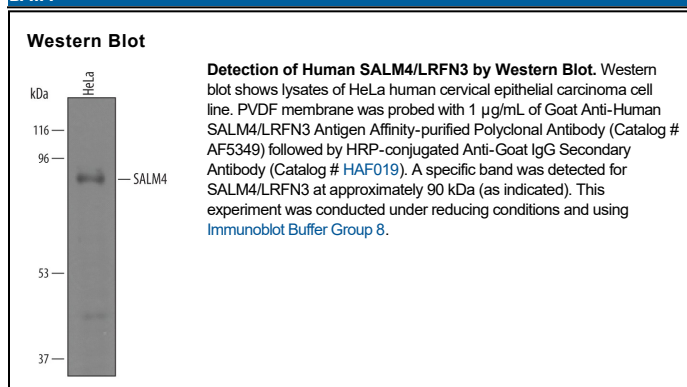 Western Blot
Detection of Human SALM4/LRFN3 by Western Blot. Western
blot shows lysates of HeLa human cervical epithelial carcinoma cell
line. PVDF membrane was probed with 1 µg/mL of Goat Anti-Human
SALM4/LRFN3 Antigen Affinity-purified Polyclonal Antibody (Catalog #
AF5349) followed by HRP-conjugated Anti-Goat IgG Secondary
Antibody (Catalog # HAF019). A specific band was detected for
SALM4/LRFN3 at approximately 90 kDa (as indicated). This
experiment was conducted under reducing conditions and using
Immunoblot Buffer Group 8.
HeLa
kDa
116
96
SALM4
53
37